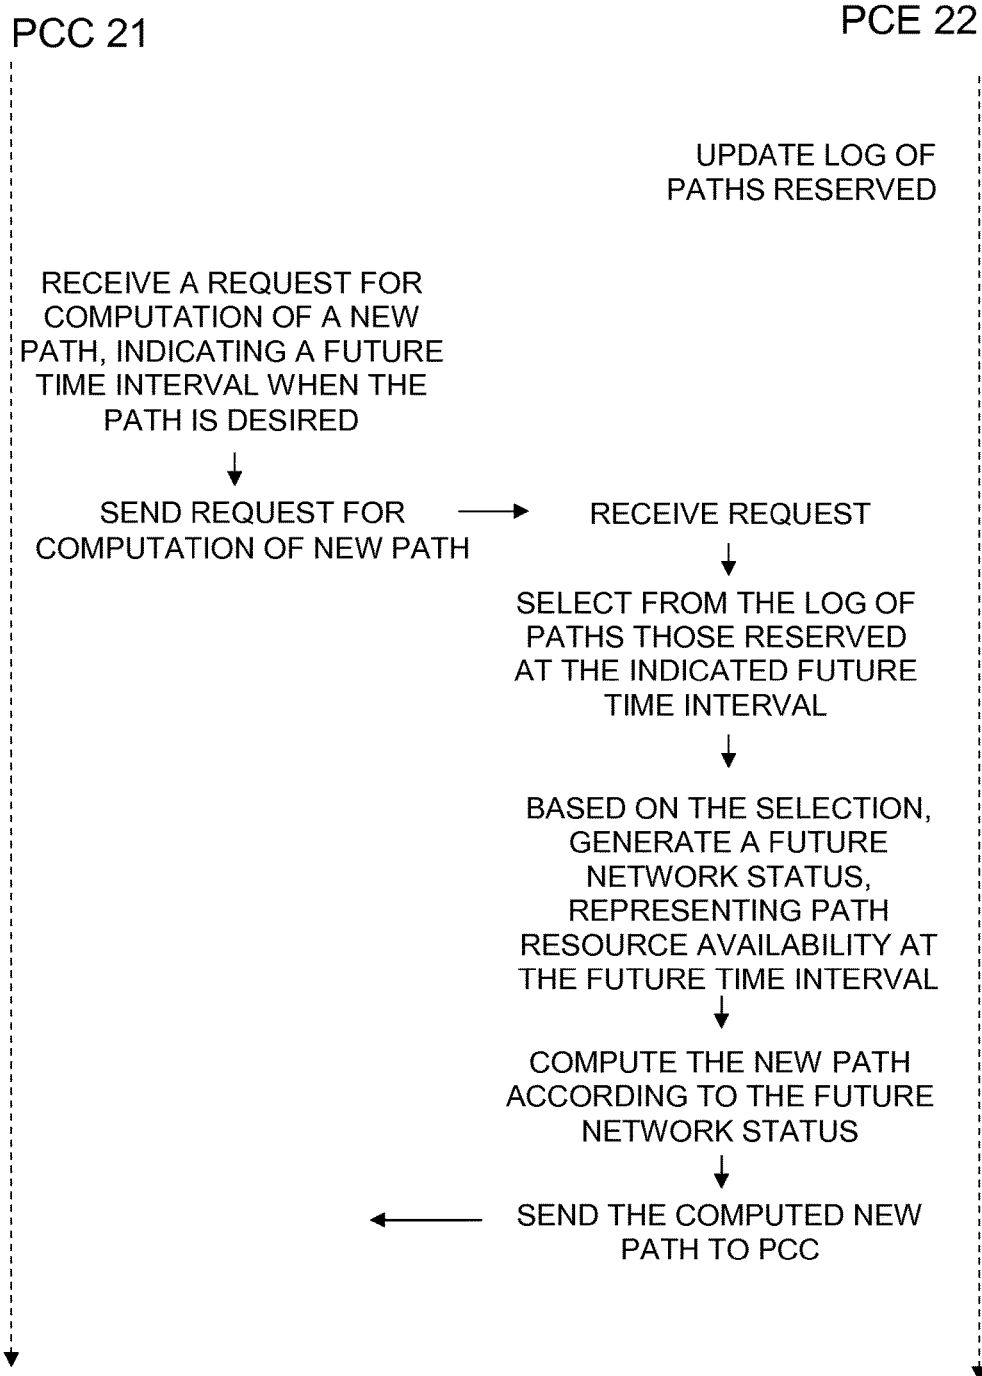 PCC 21
PCE 22
UPDATE LOG OF
PATHS RESERVED
RECEIVE A REQUEST FOR
COMPUTATION OF A NEW
PATH, INDICATING A FUTURE
TIME INTERVAL WHEN THE
PATH IS DESIRED
SEND REQUEST FOR
COMPUTATION OF NEW PATH
RECEIVE REQUEST
SELECT FROM THE LOG OF
PATHS THOSE RESERVED
AT THE INDICATED FUTURE
TIME INTERVAL
BASED ON THE SELECTION,
GENERATE A FUTURE
NETWORK STATUS,
REPRESENTING PATH
RESOURCE AVAILABILITY AT
THE FUTURE TIME INTERVAL
COMPUTE THE NEW PATH
ACCORDING TO THE FUTURE
NETWORK STATUS
SEND THE COMPUTED NEW
PATH TO PCC